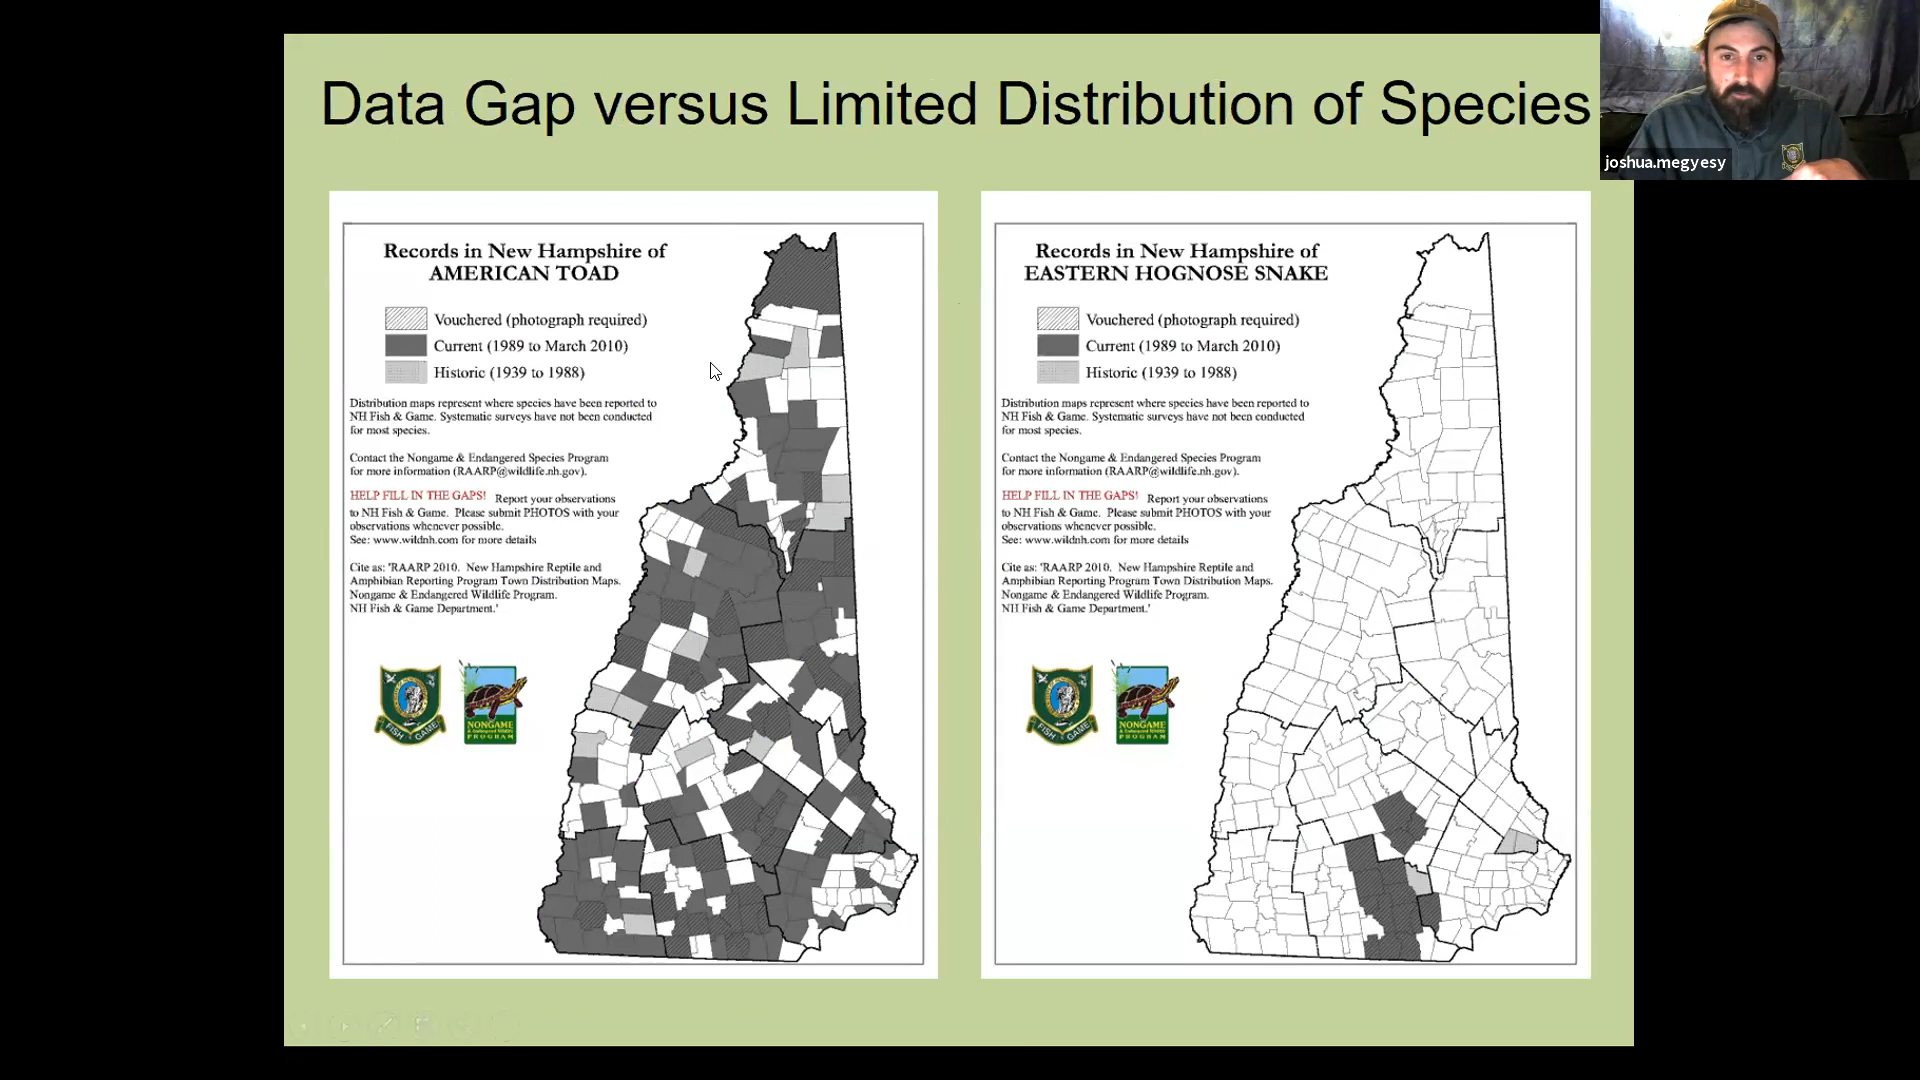 Data Gap versus Limited Distribution of Species
joshua.megyesy
Records in New Hampshire of
AMERICAN TOAD
Vouchered (photograph required)
Current (1989 to March 2010)
Historic (1939 to 1988)
Distribution maps represent where species have been reported to
NH Fish & Game. Systematic surveys have not been conducted
for most species.
Contact the Nongame & Endangered Species Program
for more information (RAARP@wildlife.nh.gov).
HELP FILL IN THE GAPS! Report your observations
to NH Fish & Game. Please submit PHOTOS with your
observations whenever possible.
See: www.wildnh.com for more details
Cite as: 'RAARP 2010. New Hampshire Reptile and
Amphibian Reporting Program Town Distribution Maps.
Nongame & Endangered Wildlife Program.
NH Fish & Game Department.'
FISH GAME
NONGAME
PROGRAM
Records in New Hampshire of
EASTERN HOGNOSE SNAKE
Vouchered (photograph required)
Current (1989 to March 2010)
Historic (1939 to 1988)
Distribution maps represent where species have been reported to
NH Fish & Game. Systematic surveys have not been conducted
for most species.
Contact the Nongame & Endangered Species Program
for more information (RAARP@wildlife.nh.gov).
HELP FILL IN THE GAPS! Report your observations
to NH Fish & Game. Please submit PHOTOS with your
observations whenever possible.
See: www.wildnh.com for more details
Cite as: 'RAARP 2010. New Hampshire Reptile and
Amphibian Reporting Program Town Distribution Maps.
Nongame & Endangered Wildlife Program.
NH Fish & Game Department.'
FISH GAME
NONGAME
PROGRAM